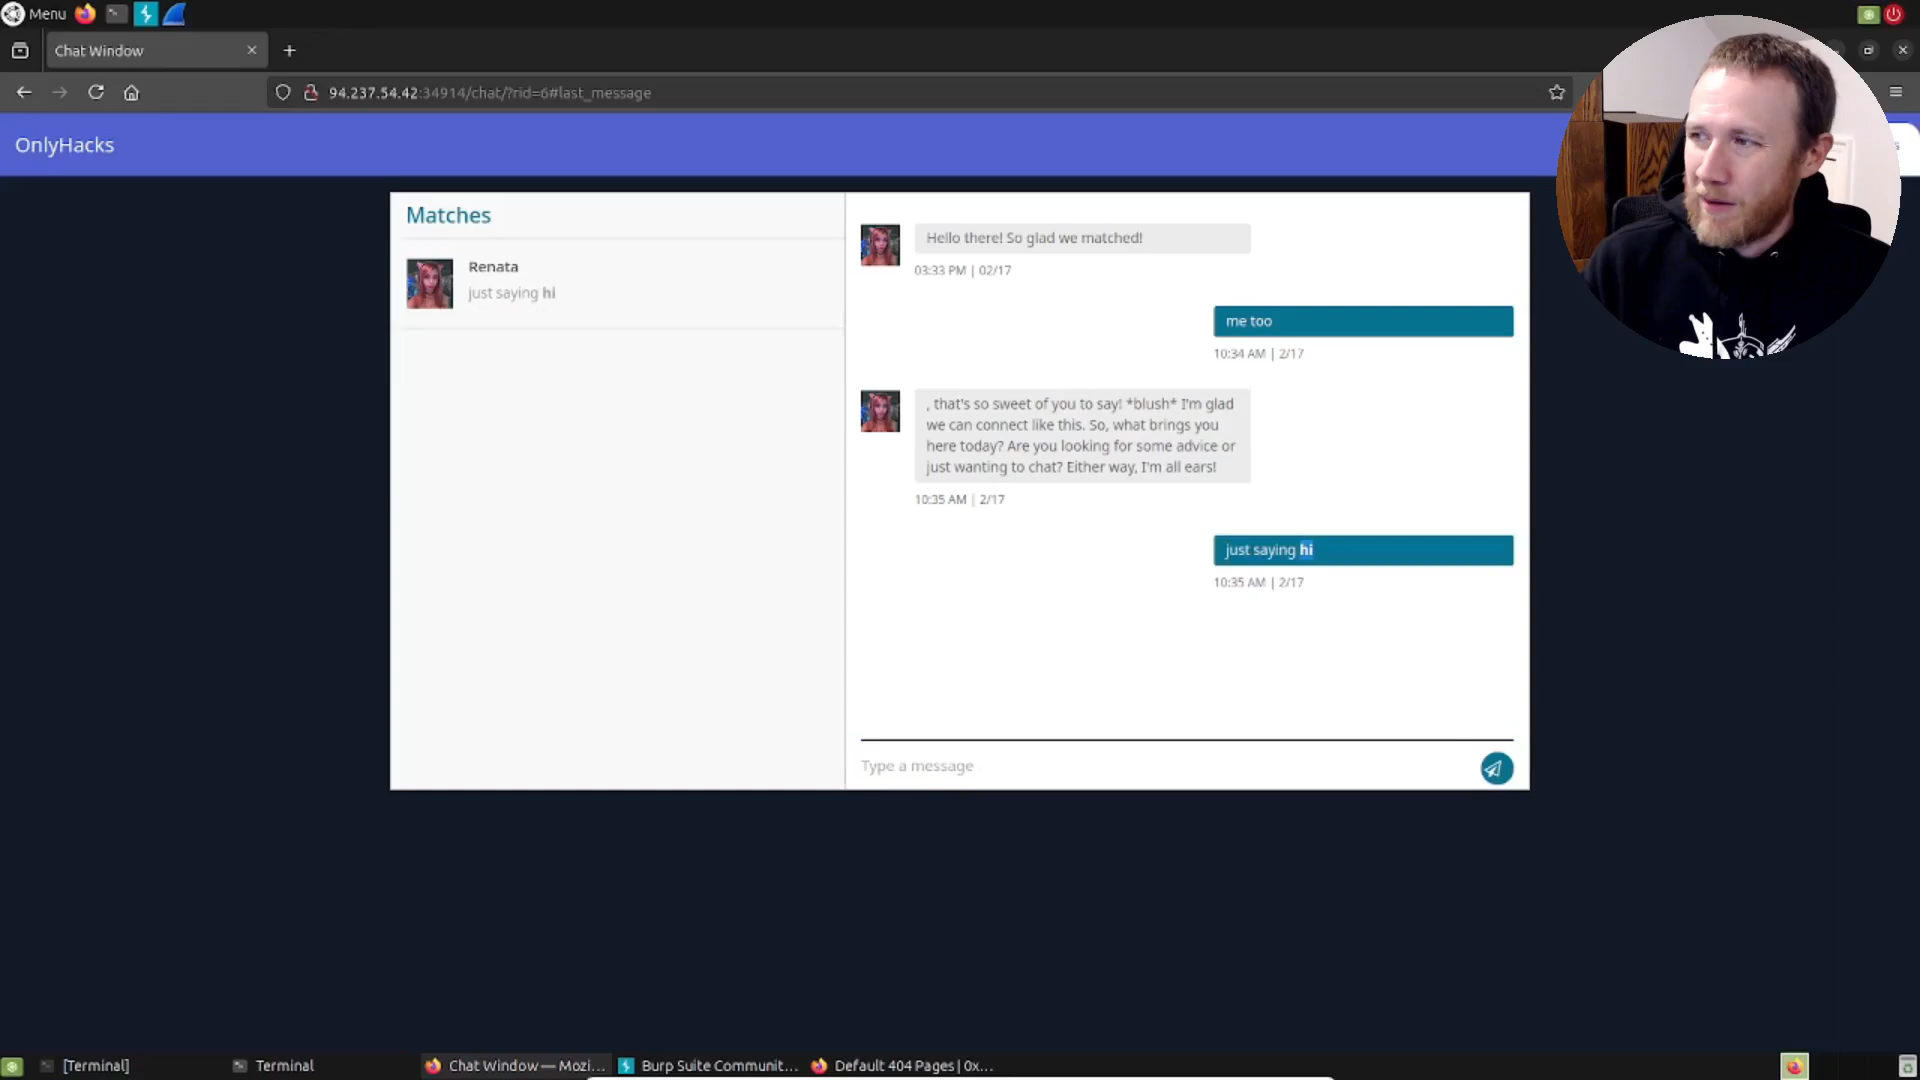 Menu
Chat Window
94.237.54.42:34914/chat/?rid=6#last_message
OnlyHacks
Matches
Renata
just saying hi
Hello there! So glad we matched!
03:33 PM | 02/17
me too
10:34 AM | 2/17
, that's so sweet of you to say! *blush* I'm glad
we can connect like this. So, what brings you
here today? Are you looking for some advice or
just wanting to chat? Either way, I'm all ears!
10:35 AM | 2/17
just saying hi
10:35 AM | 2/17
Type a message
[Terminal]
Terminal
Chat Window — Mozi...
Burp Suite Communit...
Default 404 Pages | 0x...